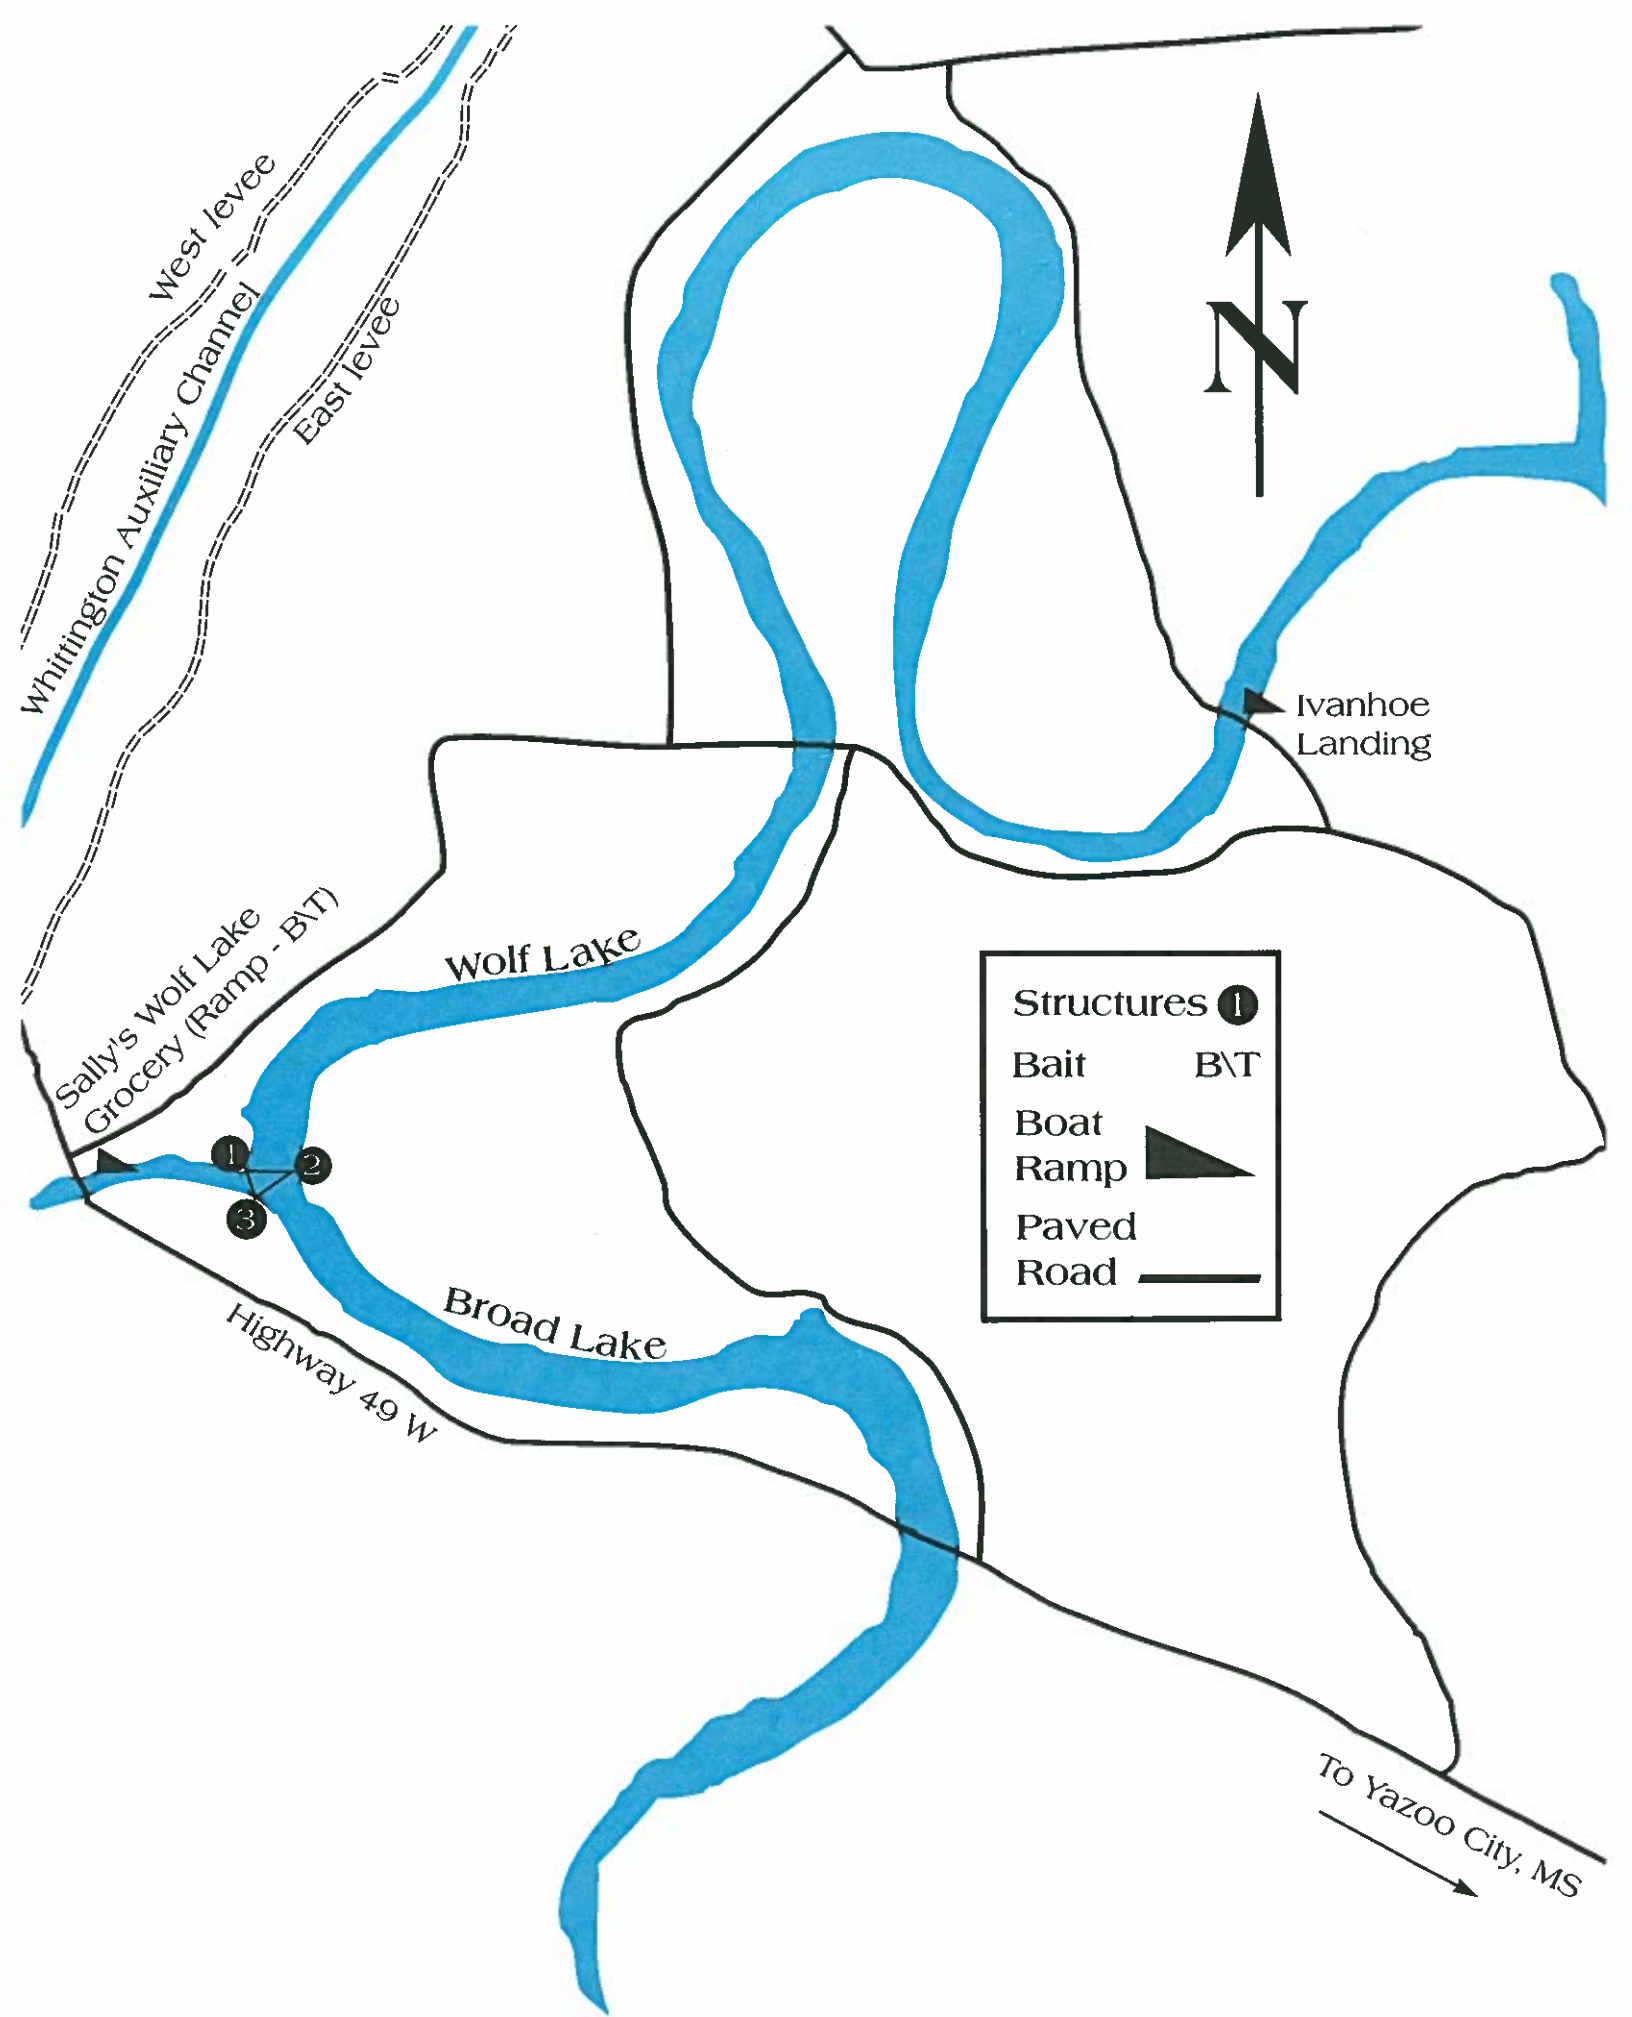 West levee
Whittington Auxiliary Channel
East levee
N
Ivanhoe
Landing
Sally's Wolf Lake
Grocery (Ramp - B\T)
Wolf Lake
Structures 1
Bait B\T
Boat
Ramp
Paved
Road
1
2
3
Broad Lake
Highway 49 W
To Yazoo City, MS